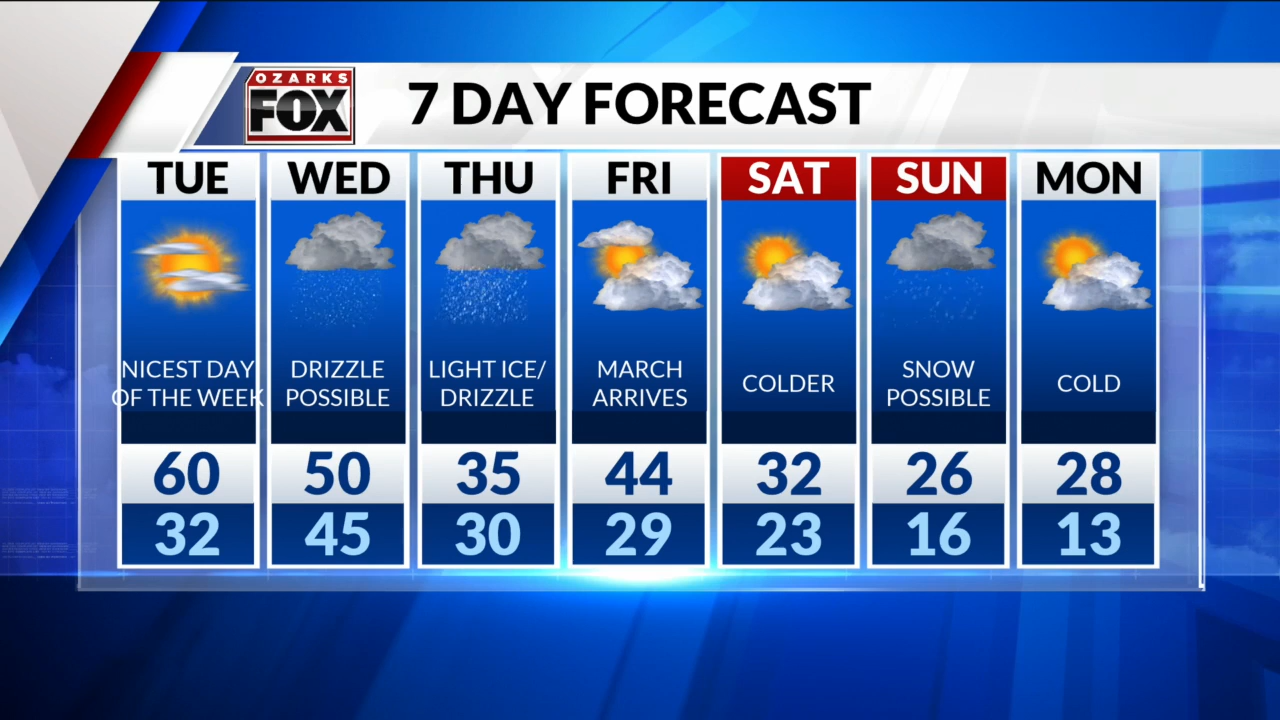 OZARKS
FOX
7 DAY FORECAST
TUE
NICEST DAY
OF THE WEEK
60
32
WED
DRIZZLE
POSSIBLE
50
45
THU
LIGHT ICE/
DRIZZLE
35
30
FRI
MARCH
ARRIVES
44
29
SAT
COLDER
32
23
SUN
SNOW
POSSIBLE
26
16
MON
COLD
28
13